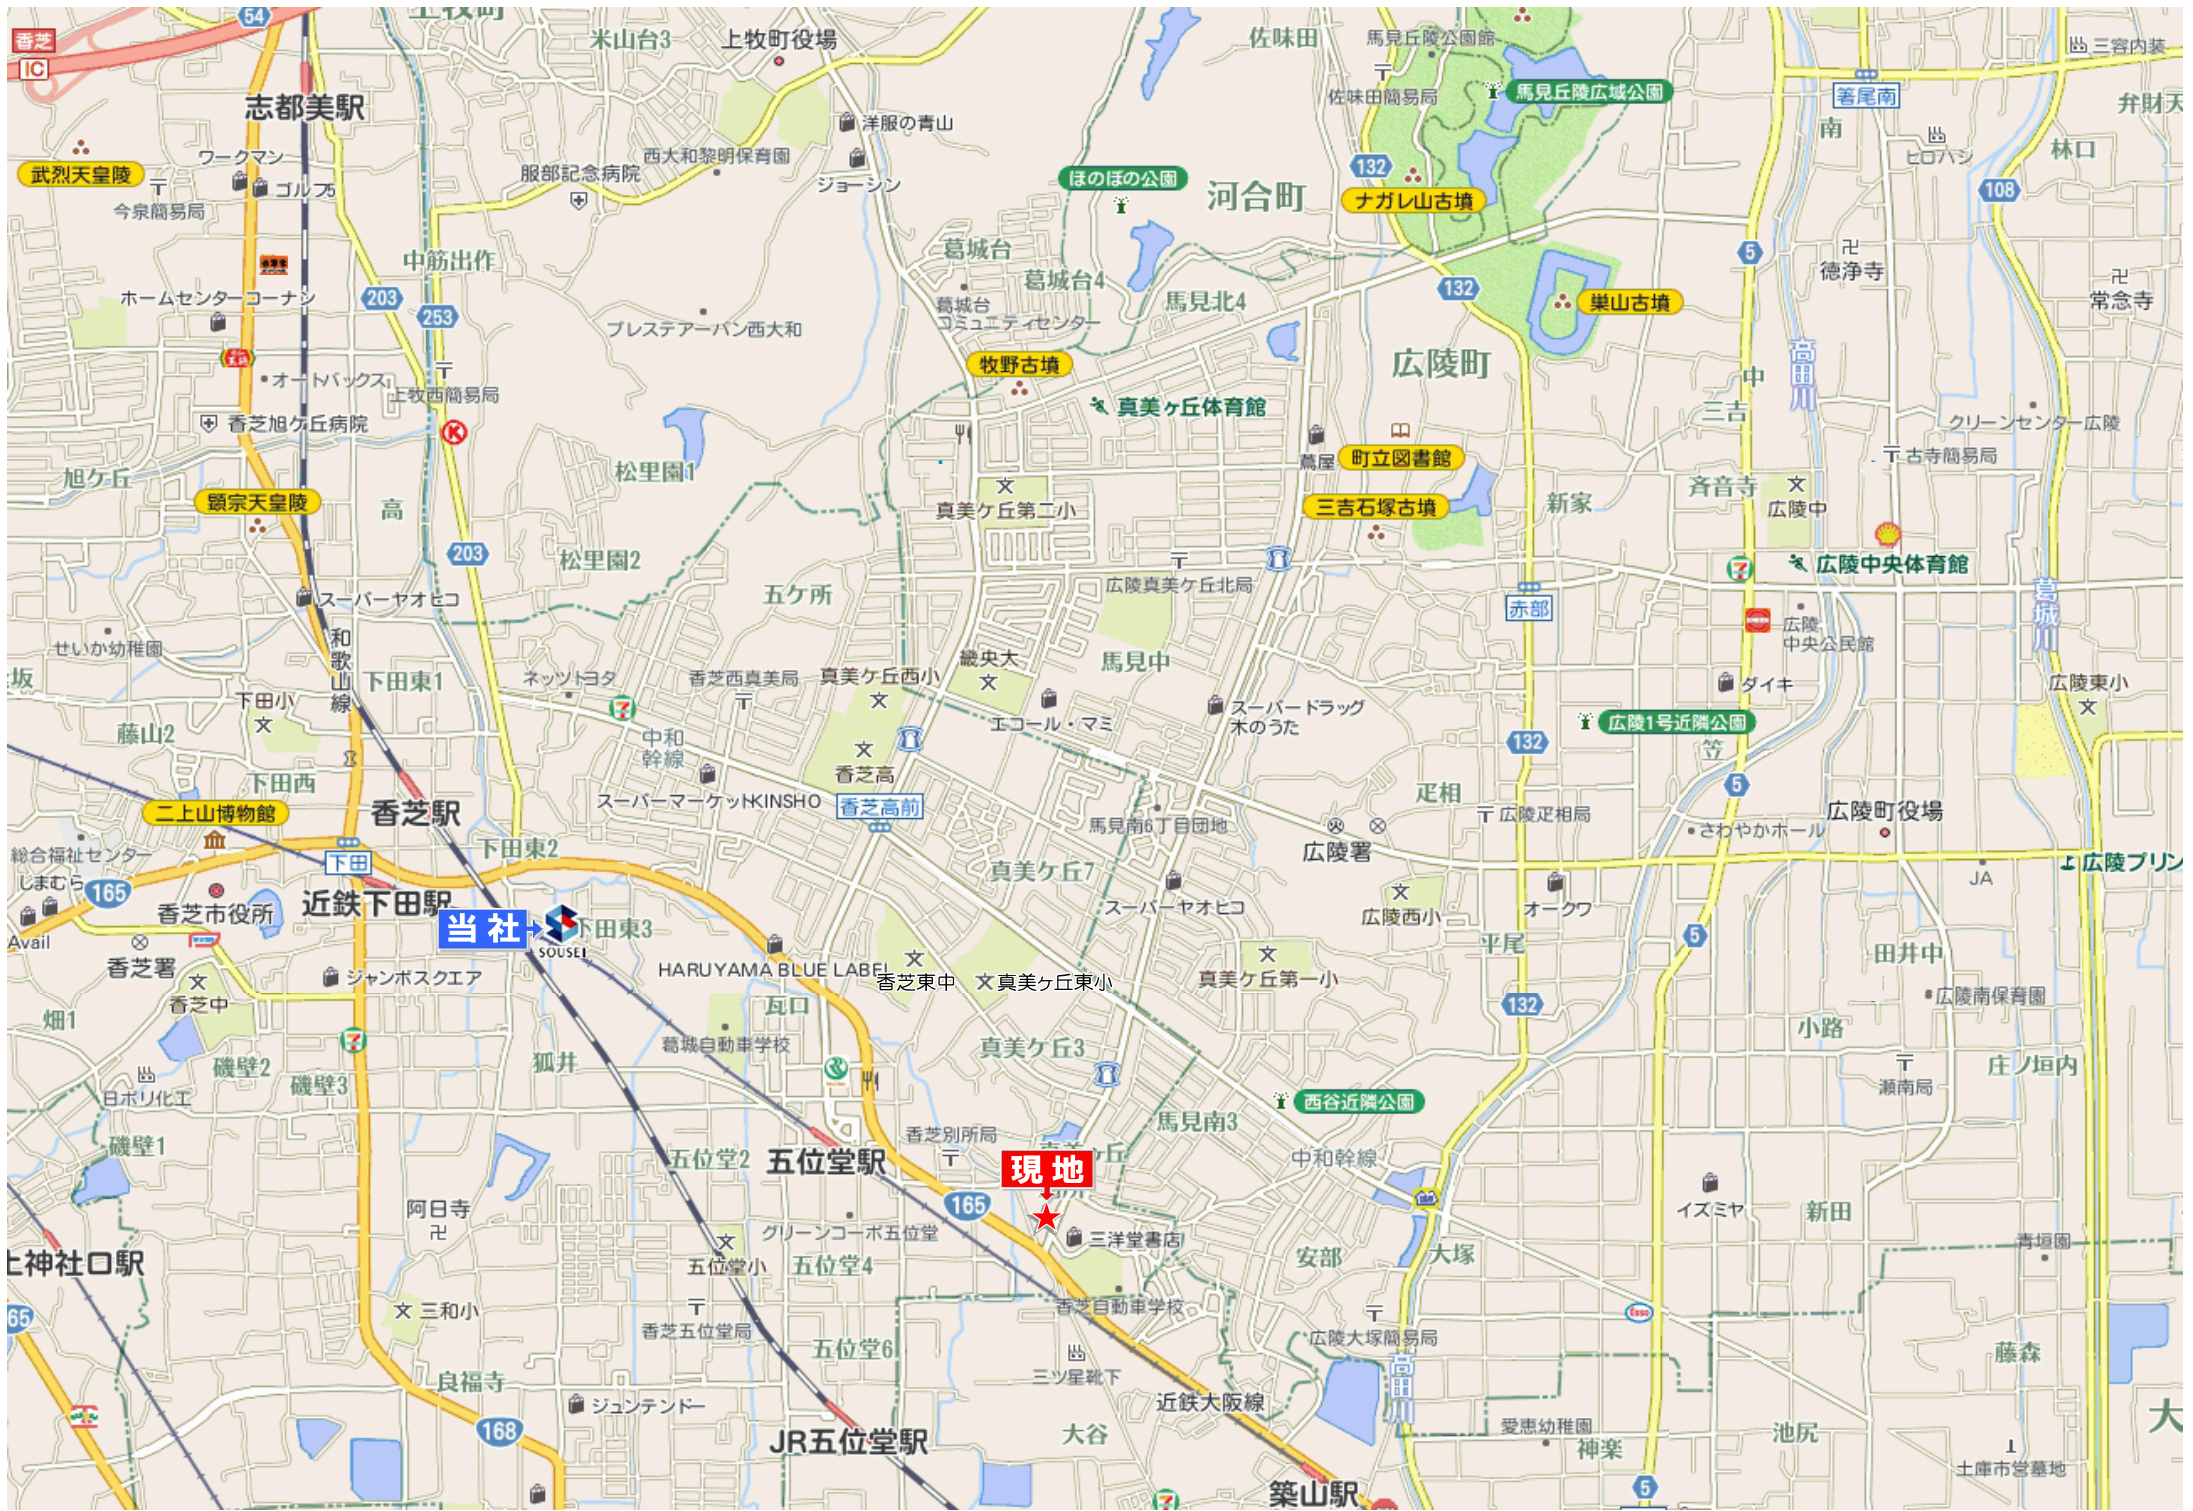 54
上牧町
米山台3
上牧町役場
佐味田
馬見丘陵公園館
香芝
IC
三容内装
志都美駅
佐味田簡易局
馬見丘陵広域公園
箸尾南
弁財天
洋服の青山
南
ワークマン
西大和黎明保育園
ヒロハシ
林口
武烈天皇陵
服部記念病院
ジョーシン
ほのぼの公園
132
河合町
ナガレ山古墳
108
ゴルフ5
今泉簡易局
中筋出作
葛城台
5
徳浄寺
常念寺
葛城台4
馬見北4
132
巣山古墳
ホームセンターコーナン
203
253
葛城台
コミュニティセンター
プレステアーバン西大和
高田川
牧野古墳
広陵町
中
オートバックス
上牧西簡易局
真美ヶ丘体育館
三吉
クリーンセンター広陵
香芝旭ケ丘病院
K
旭ケ丘
松里園1
蔦屋
町立図書館
古寺簡易局
斉音寺
顕宗天皇陵
高
真美ケ丘第二小
三吉石塚古墳
新家
広陵中
203
松里園2
広陵真美ケ丘北局
広陵中央体育館
スーパーヤオヒコ
五ケ所
赤部
葛城川
広陵
中央公民館
和歌山線
せいか幼稚園
畿央大
馬見中
坂
下田東1
ネッツトヨタ
香芝西真美局
真美ケ丘西小
ダイキ
広陵東小
下田小
7
エコール・マミ
スーパードラッグ
木のうた
広陵1号近隣公園
藤山2
中和
幹線
132
笠
下田西
香芝高
5
二上山博物館
香芝駅
スーパーマーケットKINSHO
香芝高前
疋相
広陵疋相局
広陵町役場
馬見南6丁目団地
さわやかホール
総合福祉センター
下田
下田東2
広陵署
広陵プリン
しまむら
165
真美ケ丘7
JA
香芝市役所
近鉄下田駅
スーパーヤオヒコ
広陵西小
オークワ
当社
SOUSEI
下田東3
Avail
香芝署
ジャンボスクエア
HARUYAMA BLUE LABEL
香芝東中
真美ヶ丘東小
真美ケ丘第一小
平尾
5
田井中
香芝中
瓦口
132
広陵南保育園
畑1
葛城自動車学校
真美ケ丘3
小路
磯壁2
磯壁3
狐井
瀬南局
庄ノ垣内
日ポリ化工
西谷近隣公園
磯壁1
香芝別所局
馬見南3
五位堂2
五位堂駅
現地
中和幹線
阿日寺
165
イズミヤ
新田
グリーンコーポ五位堂
三洋堂書店
上神社口駅
五位堂小
五位堂4
安部
大塚
青垣園
65
三和小
香芝自動車学校
Esso
香芝五位堂局
五位堂6
広陵大塚簡易局
藤森
良福寺
三ツ星靴下
高田川
168
ジュンテンドー
近鉄大阪線
愛恵幼稚園
大
JR五位堂駅
大谷
神楽
池尻
土庫市営墓地
築山駅
5